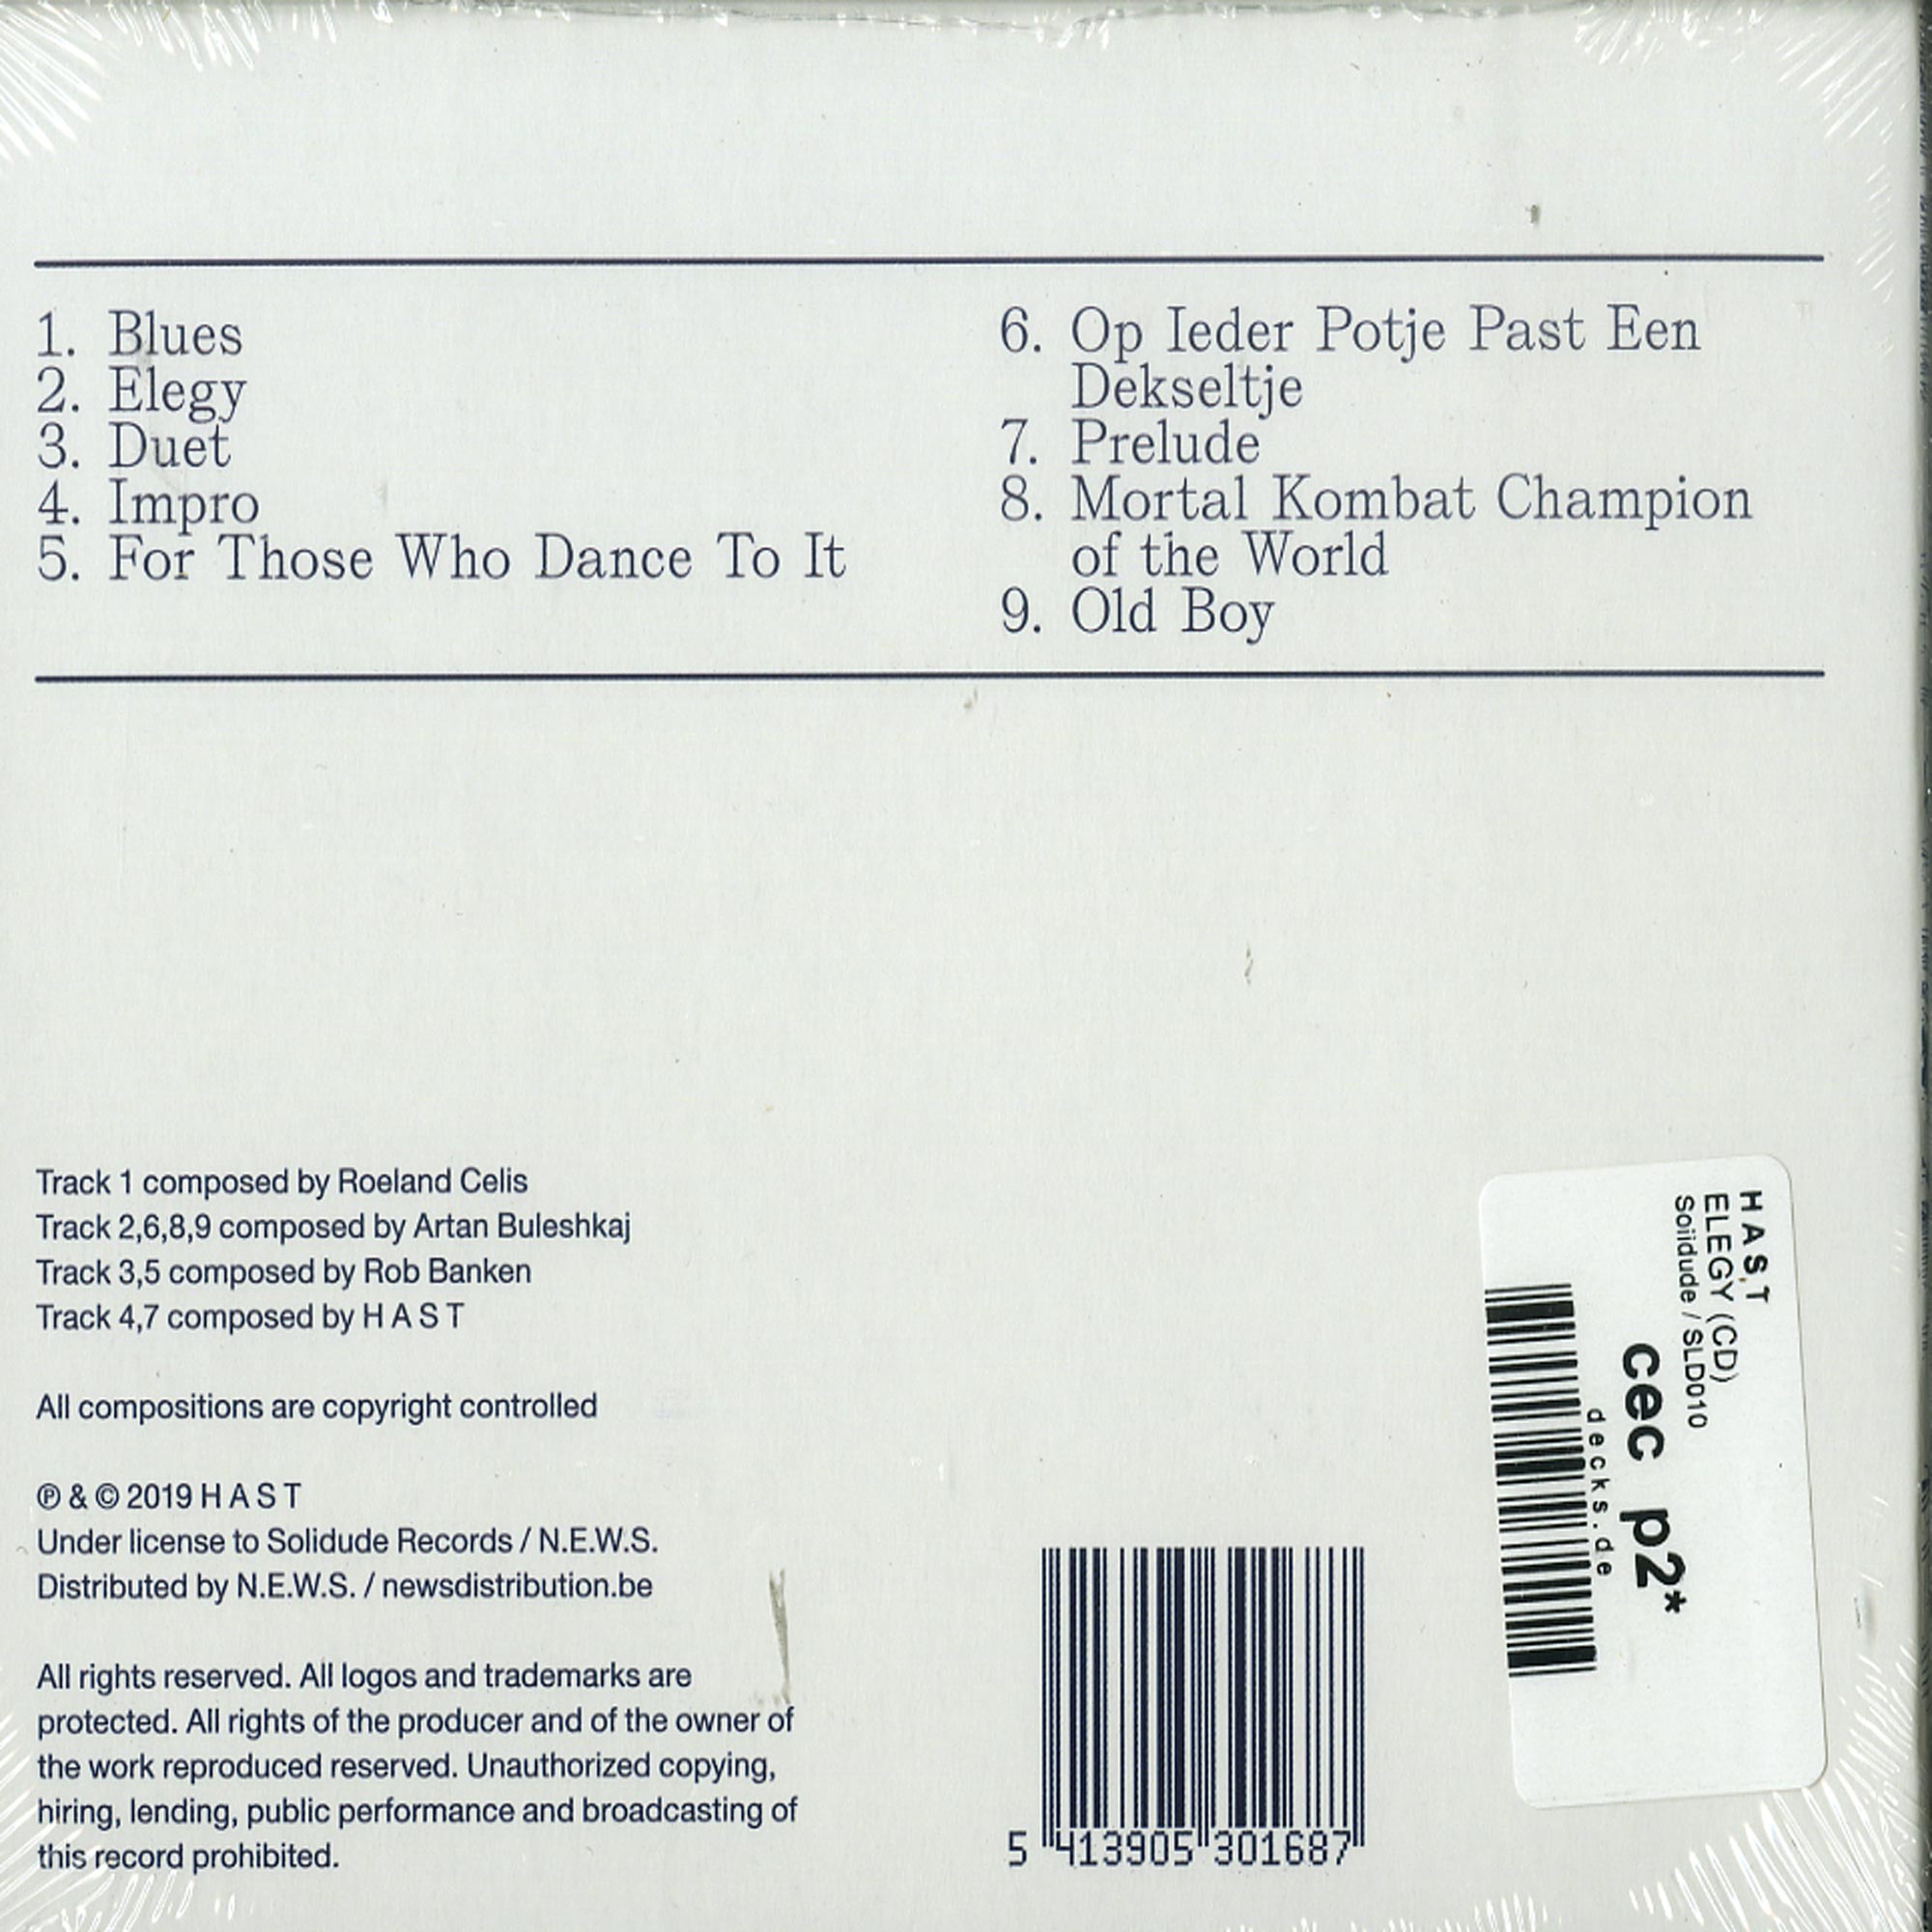 1. Blues
2. Elegy
3. Duet
4. Impro
5. For Those Who Dance To It
6. Op Ieder Potje Past Een
Dekseltje
7. Prelude
8. Mortal Kombat Champion
of the World
9. Old Boy
Track 1 composed by Roeland Celis
Track 2,6,8,9 composed by Artan Buleshkaj
Track 3,5 composed by Rob Banken
Track 4,7 composed by H A S T
All compositions are copyright controlled
℗ & © 2019 H A S T
Under license to Solidude Records / N.E.W.S.
Distributed by N.E.W.S. / newsdistribution.be
All rights reserved. All logos and trademarks are
protected. All rights of the producer and of the owner of
the work reproduced reserved. Unauthorized copying,
hiring, lending, public performance and broadcasting of
this record prohibited.
5 413905 301687
H A S T
ELEGY (CD)
Soiidude / SLD010
cec p2*
decks.de